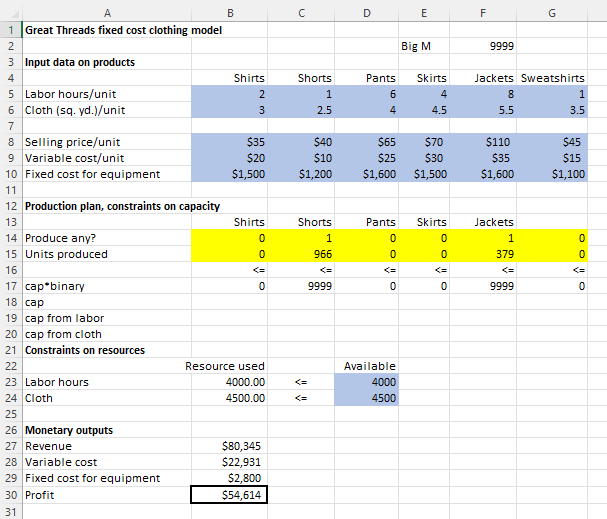 A B C D E F G
1 Great Threads fixed cost clothing model
2 Big M 9999
3 Input data on products
4 Shirts Shorts Pants Skirts Jackets Sweatshirts
5 Labor hours/unit 2 1 6 4 8 1
6 Cloth (sq. yd.)/unit 3 2.5 4 4.5 5.5 3.5
7
8 Selling price/unit $35 $40 $65 $70 $110 $45
9 Variable cost/unit $20 $10 $25 $30 $35 $15
10 Fixed cost for equipment $1,500 $1,200 $1,600 $1,500 $1,600 $1,100
11
12 Production plan, constraints on capacity
13 Shirts Shorts Pants Skirts Jackets
14 Produce any? 0 1 0 0 1 0
15 Units produced 0 966 0 0 379 0
16 <= <= <= <= <= <=
17 cap*binary 0 9999 0 0 9999 0
18 cap
19 cap from labor
20 cap from cloth
21 Constraints on resources
22 Resource used Available
23 Labor hours 4000.00 <= 4000
24 Cloth 4500.00 <= 4500
25
26 Monetary outputs
27 Revenue $80,345
28 Variable cost $22,931
29 Fixed cost for equipment $2,800
30 Profit $54,614
31